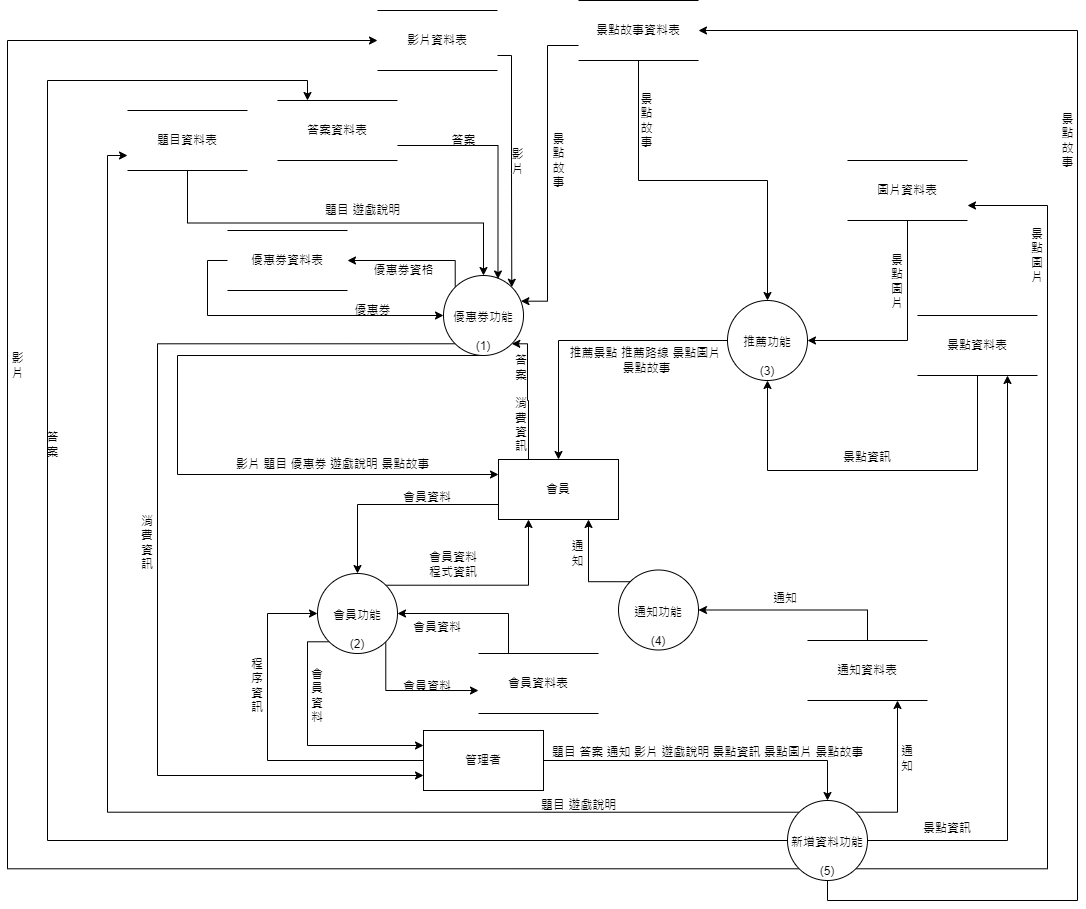 景點故事資料表
影片資料表
景點故事
景點故事
答案資料表
題目資料表
答案
影片
景點故事
圖片資料表
題目 遊戲說明
景點圖片
景點圖片
優惠券資料表
優惠券資格
優惠券
優惠券功能
(1)
推薦功能
(3)
景點資料表
影片
答案
消費資訊
推薦景點 推薦路線 景點圖片
景點故事
答案
景點資訊
影片 題目 優惠券 遊戲說明 景點故事
會員
會員資料
消費資訊
會員資料
程式資訊
通知
通知
會員功能
(2)
會員資料
通知功能
(4)
程序資訊
會員資料
會員資料
會員資料表
通知資料表
管理者
題目 答案 通知 影片 遊戲說明 景點資訊 景點圖片 景點故事
通知
題目 遊戲說明
景點資訊
新增資料功能
(5)